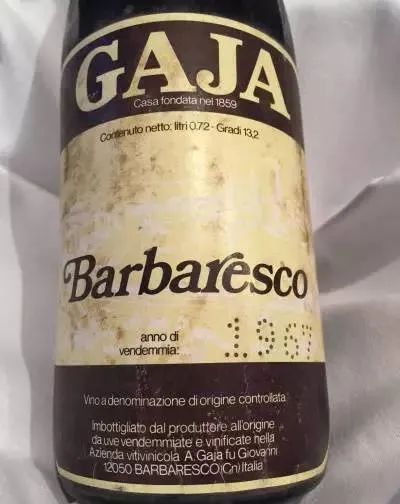 GAJA
Casa fondata nel 1859
Contenuto netto: litri 0.72 - Gradi 13,2
Barbaresco
anno di
vendemmia: 1967
Vino a denominazione di origine controllata
Imbottigliato dal produttore all'origine
da uve vendemmiate e vinificate nella
Azienda vitivinicola A. Gaja fu Giovanni
12050 BARBARESCO (Cn) Italia